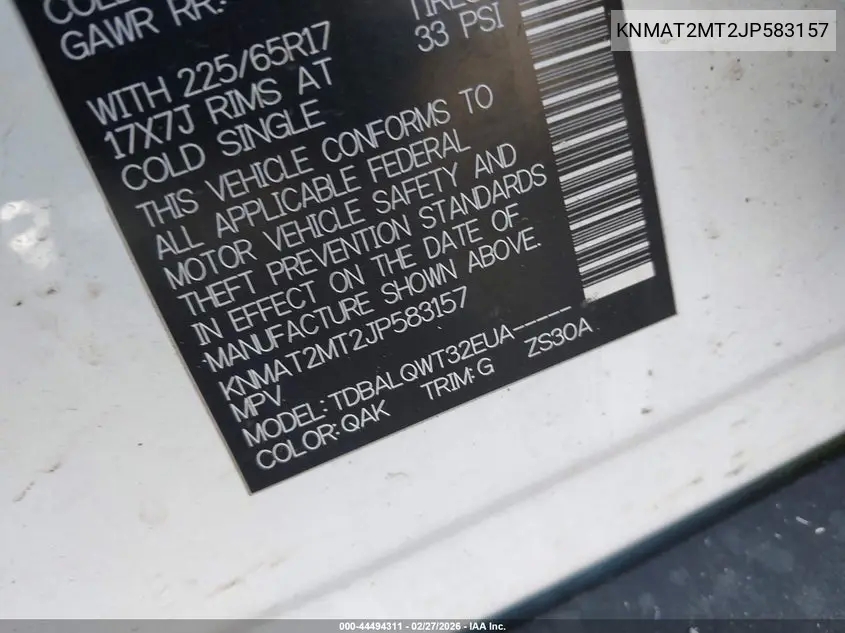 KNMAT2MT2JP583157
GAWR RR:
33 PSI
WITH 225/65R17
17X7J RIMS AT
COLD SINGLE
THIS VEHICLE CONFORMS TO
ALL APPLICABLE FEDERAL
MOTOR VEHICLE SAFETY AND
THEFT PREVENTION STANDARDS
IN EFFECT ON THE DATE OF
MANUFACTURE SHOWN ABOVE.
KNMAT2MT2JP583157
MPV
MODEL:TDBALQWT32EUA-----
COLOR:QAK TRIM:G ZS30A
000-44494311 - 02/27/2026 - IAA Inc.